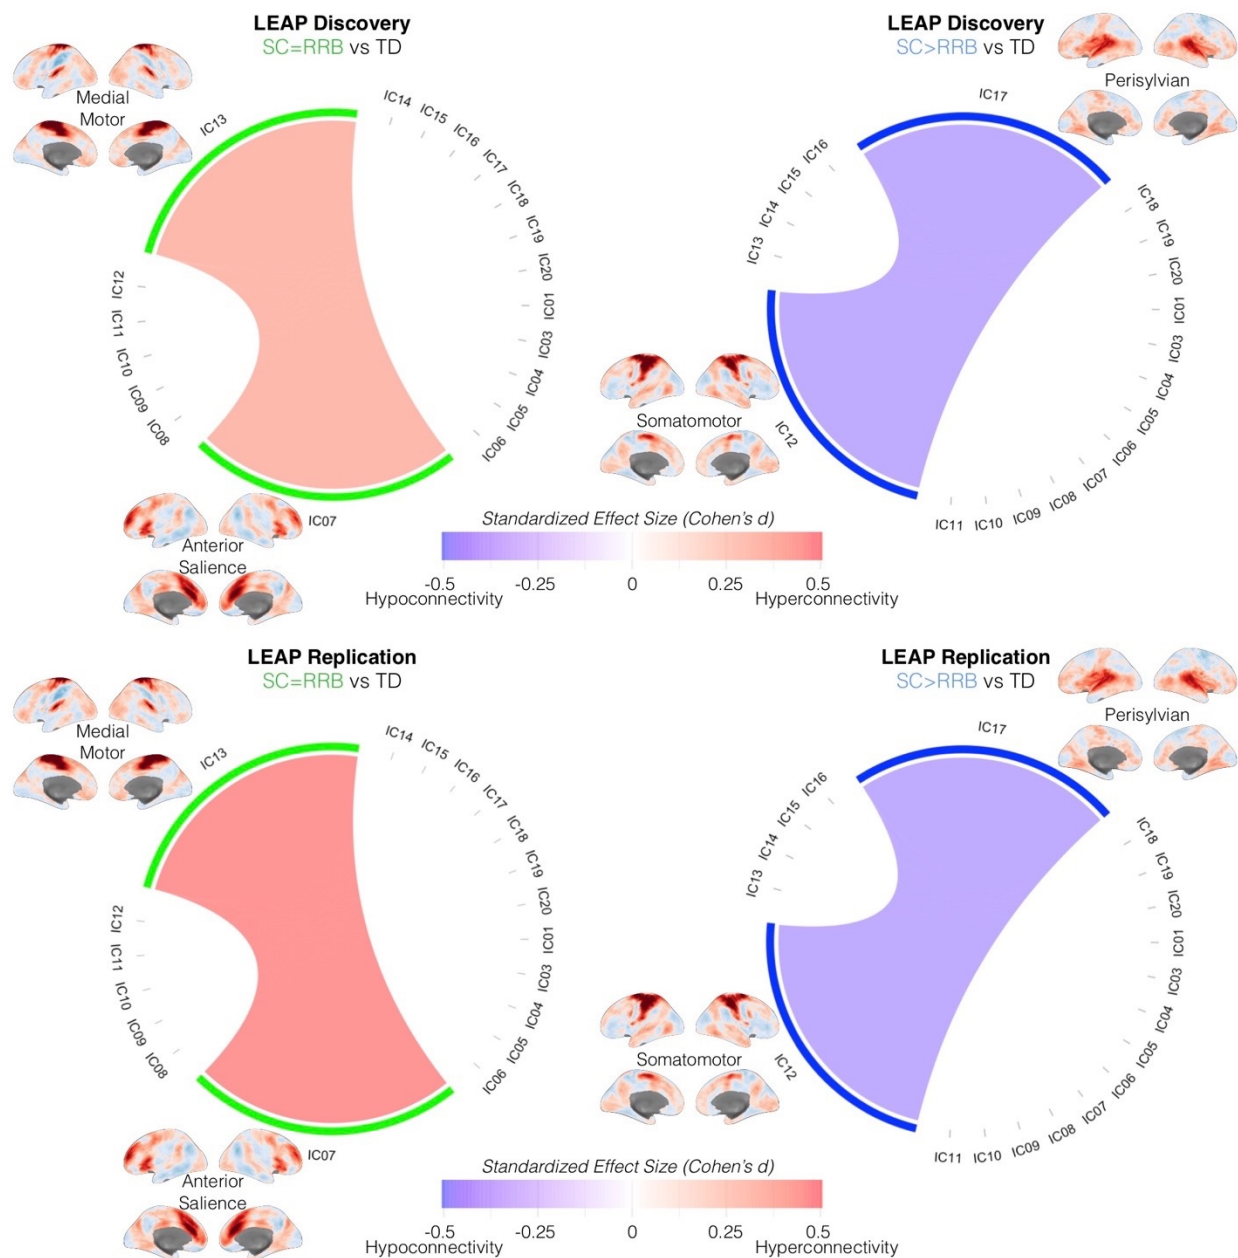 LEAP Discovery
SC=RRB vs TD
Medial
Motor
IC13
IC14
IC15
IC16
IC17
IC18
IC19
IC20
IC01
IC03
IC04
IC05
IC06
IC07
IC08
IC09
IC10
IC11
IC12
Anterior
Salience
LEAP Discovery
SC>RRB vs TD
Perisylvian
IC17
IC18
IC19
IC20
IC01
IC03
IC04
IC05
IC06
IC07
IC08
IC09
IC10
IC11
IC12
IC13
IC14
IC15
IC16
Somatomotor
Standardized Effect Size (Cohen's d)
-0.5 -0.25 0 0.25 0.5
Hypoconnectivity Hyperconnectivity
LEAP Replication
SC=RRB vs TD
Medial
Motor
IC13
IC14
IC15
IC16
IC17
IC18
IC19
IC20
IC01
IC03
IC04
IC05
IC06
IC07
IC08
IC09
IC10
IC11
IC12
Anterior
Salience
LEAP Replication
SC>RRB vs TD
Perisylvian
IC17
IC18
IC19
IC20
IC01
IC03
IC04
IC05
IC06
IC07
IC08
IC09
IC10
IC11
IC12
IC13
IC14
IC15
IC16
Somatomotor
Standardized Effect Size (Cohen's d)
-0.5 -0.25 0 0.25 0.5
Hypoconnectivity Hyperconnectivity